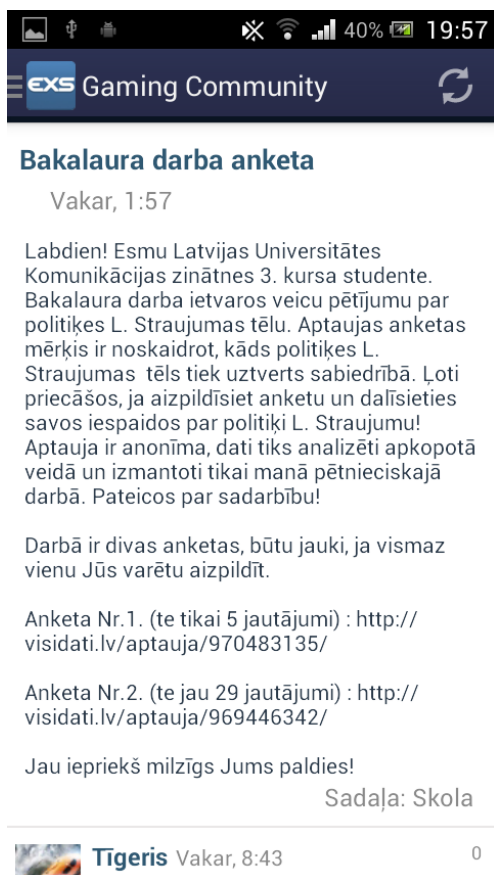 40% 19:57
EXS Gaming Community
Bakalaura darba anketa
Vakar, 1:57
Labdien! Esmu Latvijas Universitātes
Komunikācijas zinātnes 3. kursa studente.
Bakalaura darba ietvaros veicu pētījumu par
politiķes L. Straujumas tēlu. Aptaujas anketas
mērķis ir noskaidrot, kāds politiķes L.
Straujumas tēls tiek uztverts sabiedrībā. Ļoti
priecāšos, ja aizpildīsiet anketu un dalīsieties
savos iespaidos par politiķi L. Straujumu!
Aptauja ir anonīma, dati tiks analizēti apkopotā
veidā un izmantoti tikai manā pētnieciskajā
darbā. Pateicos par sadarbību!
Darbā ir divas anketas, būtu jauki, ja vismaz
vienu Jūs varētu aizpildīt.
Anketa Nr.1. (te tikai 5 jautājumi) : http://
visidati.lv/aptauja/970483135/
Anketa Nr.2. (te jau 29 jautājumi) : http://
visidati.lv/aptauja/969446342/
Jau iepriekš milzīgs Jums paldies!
Sadaļa: Skola
Tīgeris Vakar, 8:43 0